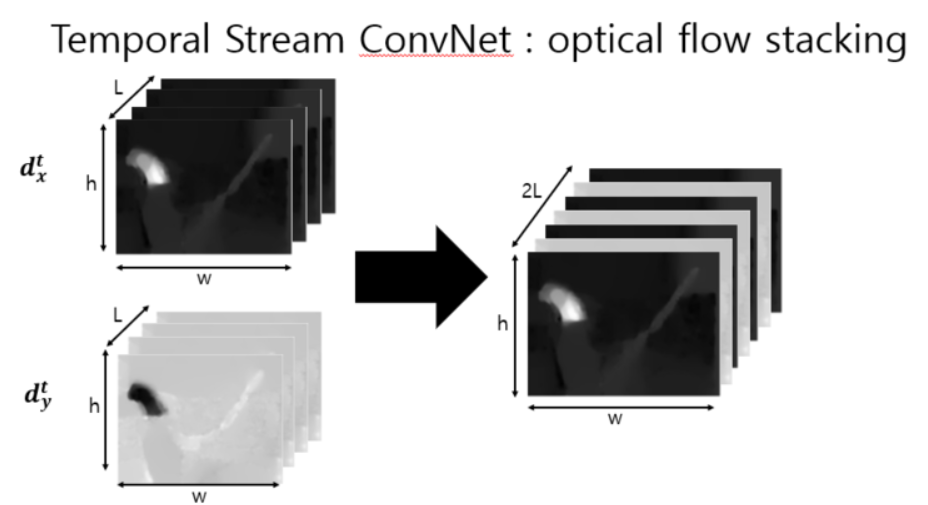 Temporal Stream ConvNet : optical flow stacking
L
d_x^t
h
w
L
d_y^t
h
w
2L
h
w